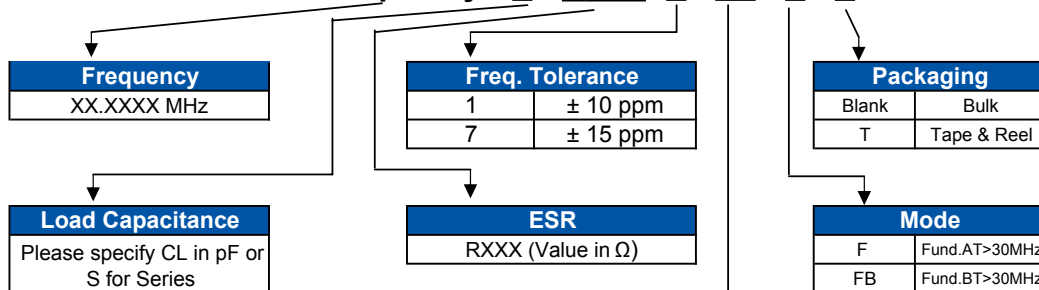 Frequency
XX.XXXX MHz
Freq. Tolerance
1 ± 10 ppm
7 ± 15 ppm
Packaging
Blank Bulk
T Tape & Reel
Load Capacitance
Please specify CL in pF or
S for Series
ESR
RXXX (Value in Ω)
Mode
F Fund.AT>30MHz
FB Fund.BT>30MHz